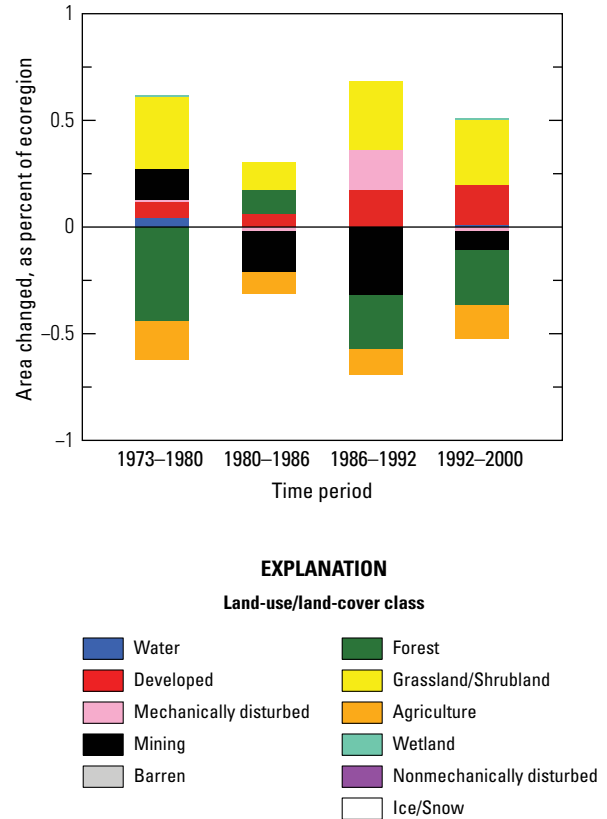 1
0.5
0
−0.5
−1
Area changed, as percent of ecoregion
1973–1980 1980–1986 1986–1992 1992–2000
Time period
EXPLANATION
Land-use/land-cover class
Water
Developed
Mechanically disturbed
Mining
Barren
Forest
Grassland/Shrubland
Agriculture
Wetland
Nonmechanically disturbed
Ice/Snow